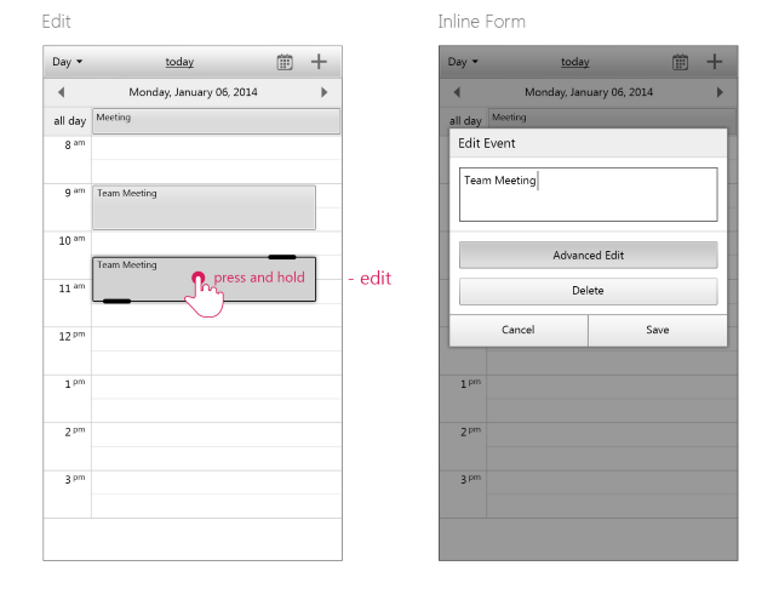 Edit
Day
today
Monday, January 06, 2014
all day
Meeting
8 am
9 am
Team Meeting
10 am
Team Meeting
press and hold
- edit
11 am
12 pm
1 pm
2 pm
3 pm
Inline Form
Day
today
Monday, January 06, 2014
all day
Meeting
Edit Event
Team Meeting
Advanced Edit
Delete
Cancel
Save
1 pm
2 pm
3 pm